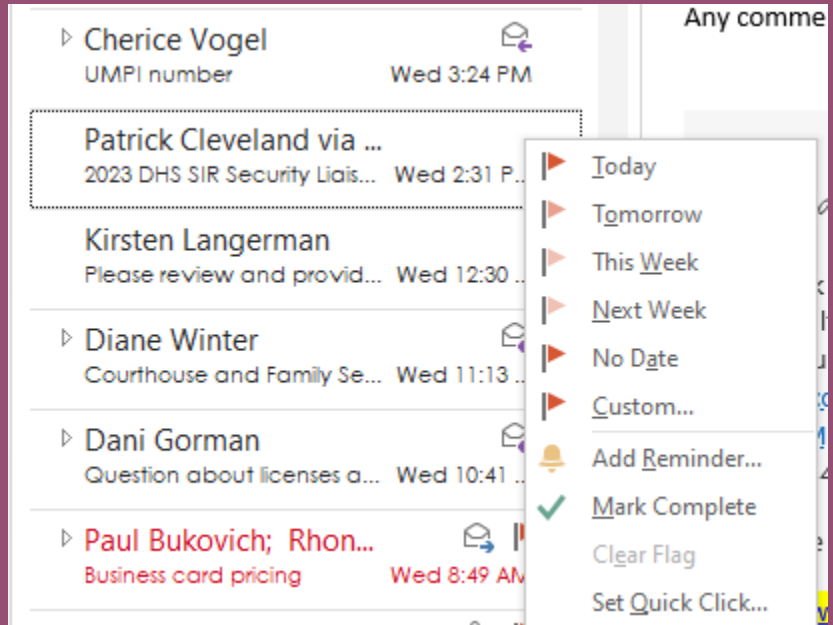 Any comme
Cherice Vogel
UMPI number Wed 3:24 PM
Patrick Cleveland via ...
2023 DHS SIR Security Liais... Wed 2:31 P...
Kirsten Langerman
Please review and provid... Wed 12:30 ...
Diane Winter
Courthouse and Family Se... Wed 11:13 ...
Dani Gorman
Question about licenses a... Wed 10:41 ...
Paul Bukovich; Rhon...
Business card pricing Wed 8:49 AM
Today
Tomorrow
This Week
Next Week
No Date
Custom...
Add Reminder...
Mark Complete
Clear Flag
Set Quick Click...